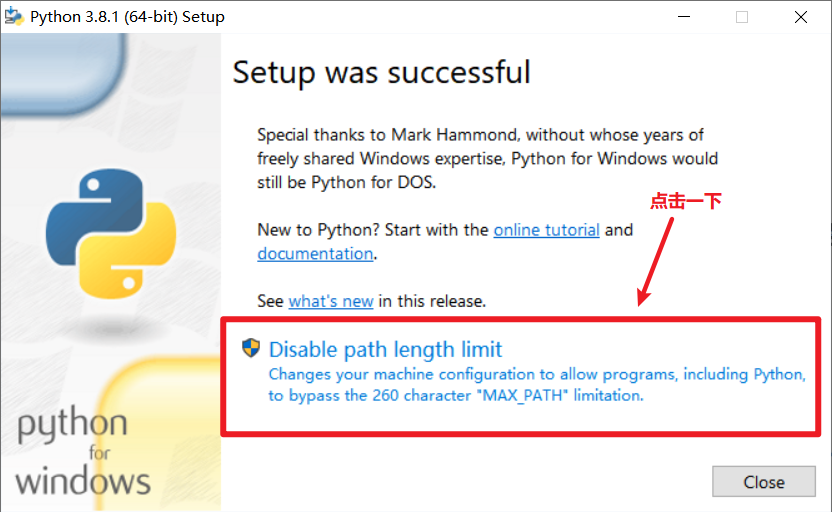 Python 3.8.1 (64-bit) Setup
Setup was successful
Special thanks to Mark Hammond, without whose years of
freely shared Windows expertise, Python for Windows would
still be Python for DOS.
点击一下
New to Python? Start with the online tutorial and
documentation.
See what's new in this release.
Disable path length limit
Changes your machine configuration to allow programs, including Python,
to bypass the 260 character "MAX_PATH" limitation.
python
for
windows
Close